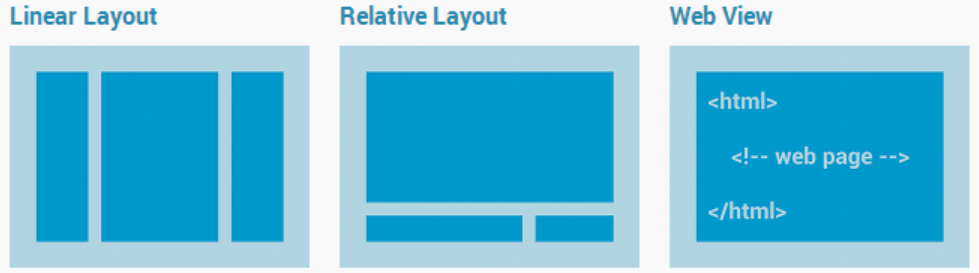 Linear Layout
Relative Layout
Web View
<html>
<!-- web page -->
</html>